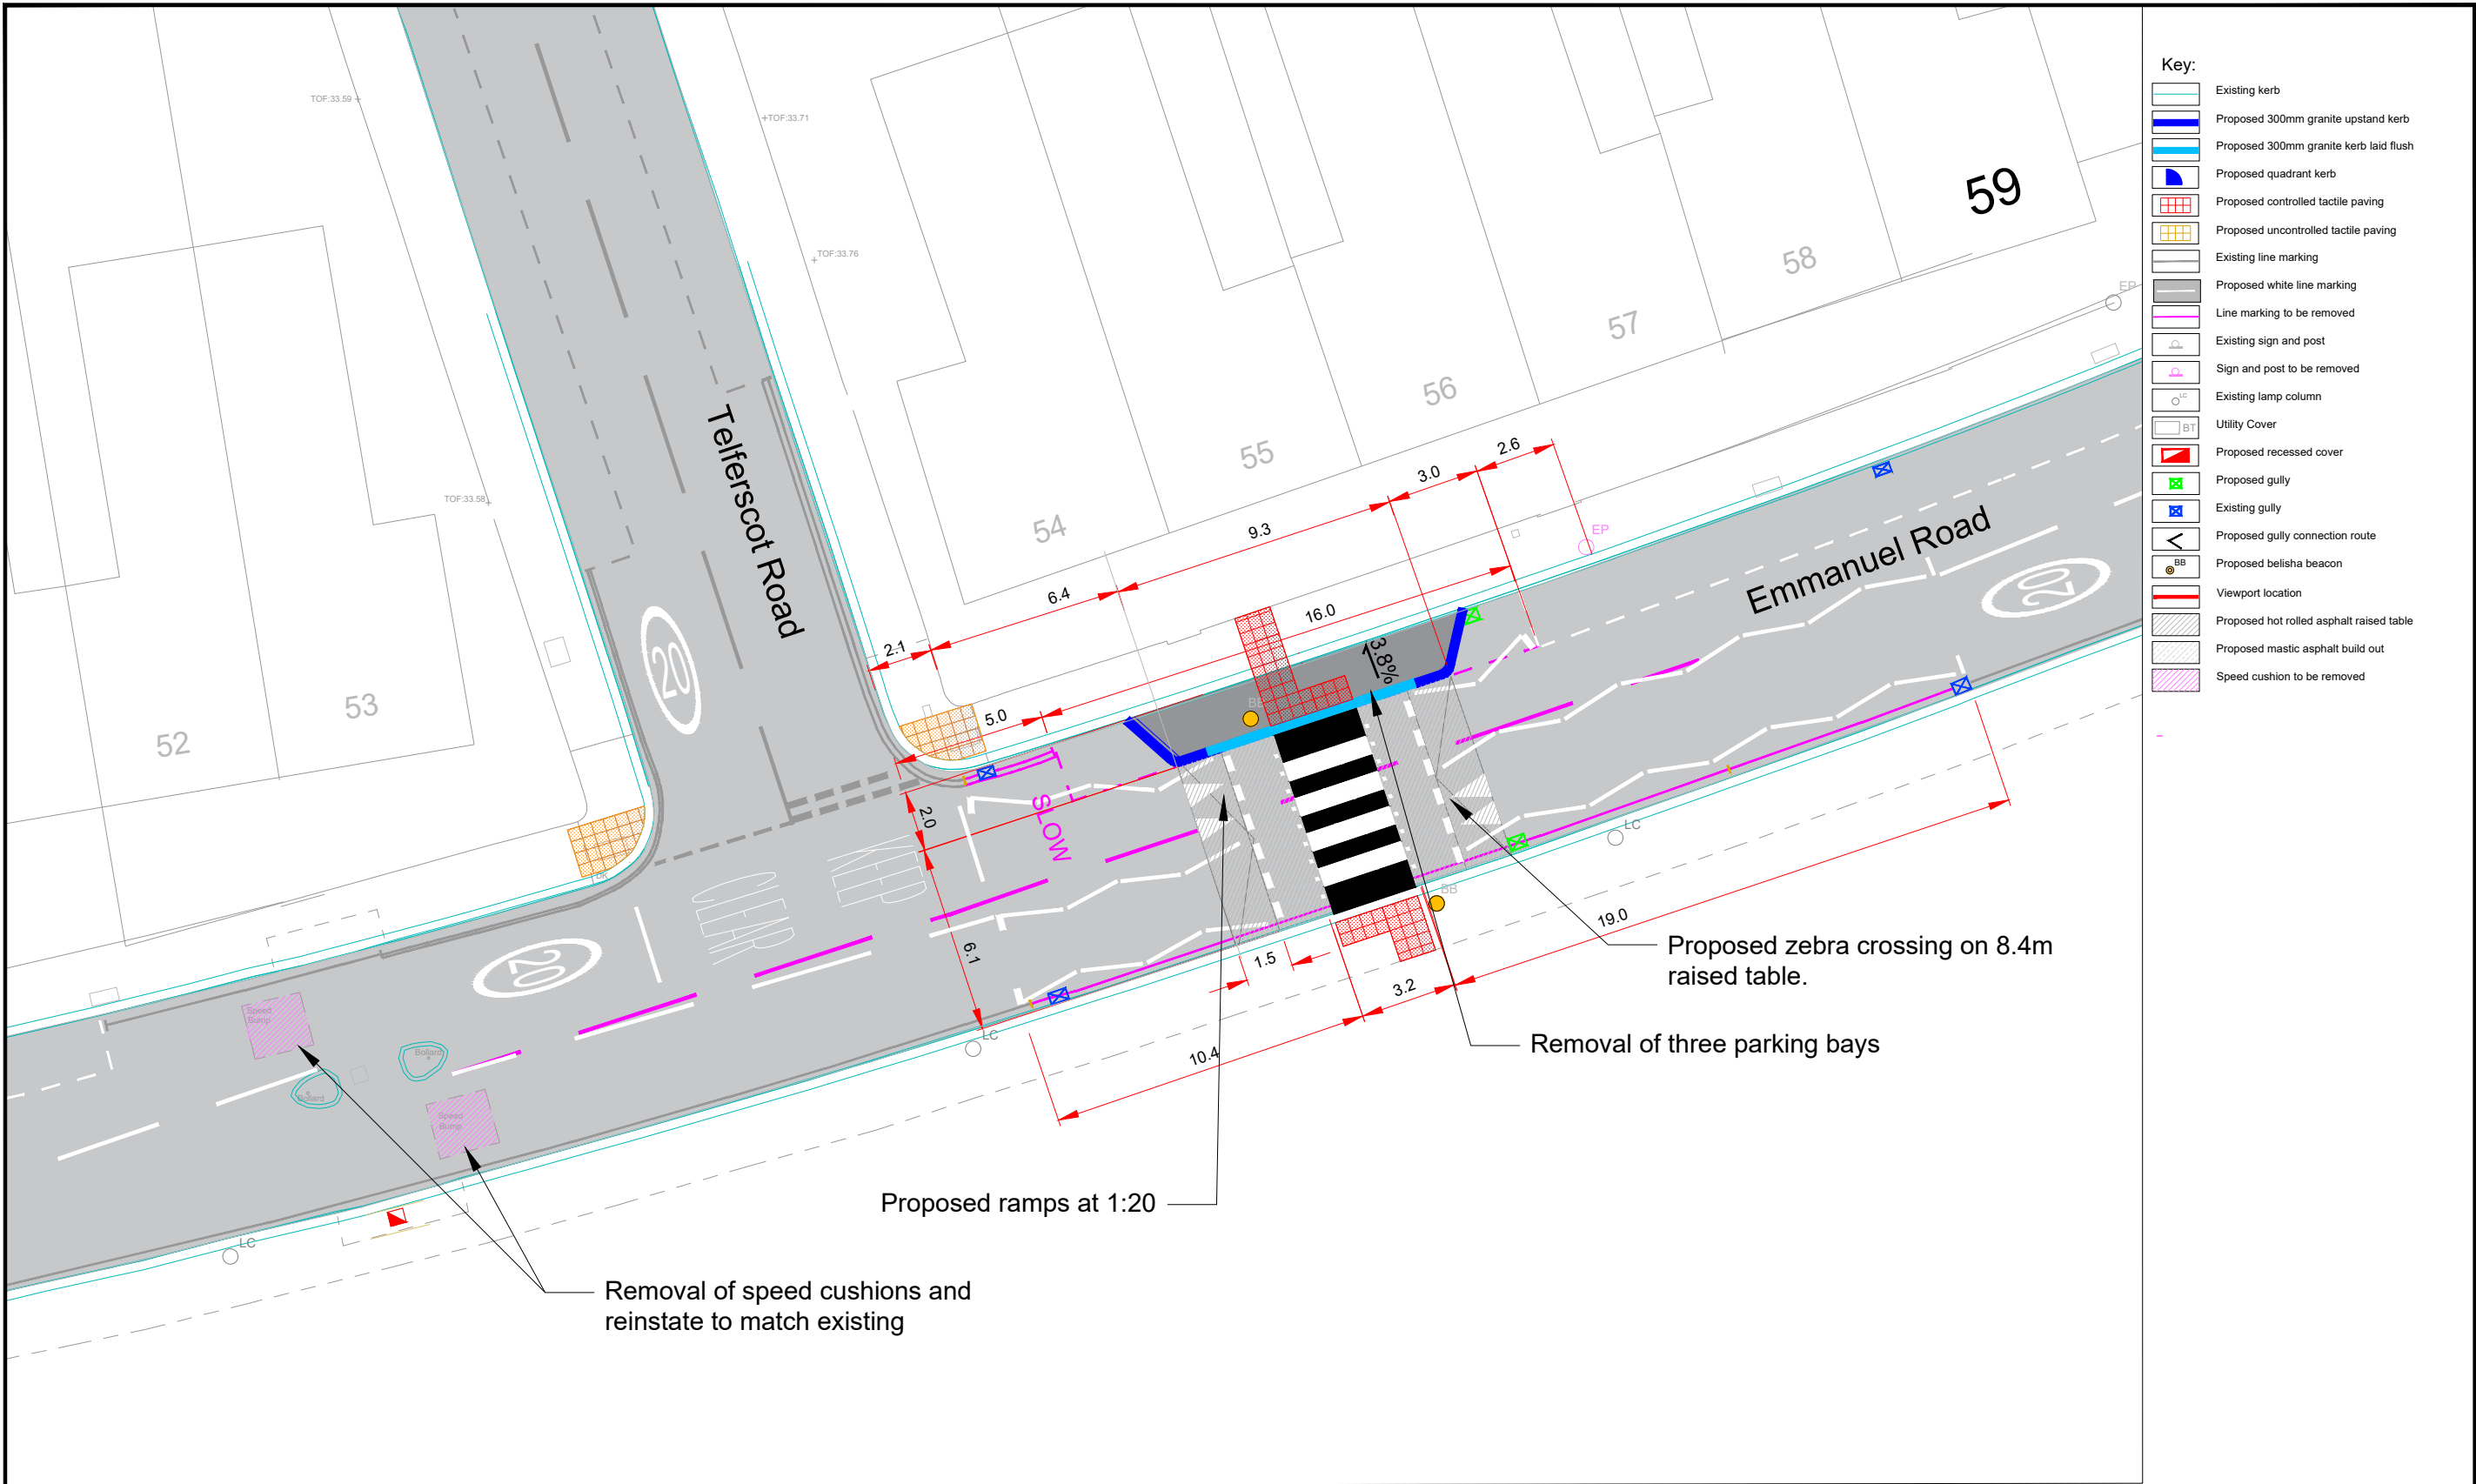 TOF:33.59
TOF:33.71
TOF:33.76
TOF:33.58
52
53
54
55
56
57
58
59
Telferscot Road
Emmanuel Road
EP
EP
20
20
20
SLOW
2.1
6.4
9.3
3.0
2.6
16.0
5.0
2.0
6.1
3.8%
1.5
3.2
10.4
19.0
BB
BB
LC
LC
LC
DK
Speed
Bump
Speed
Bump
Bollard
Bollard
Proposed zebra crossing on 8.4m
raised table.
Removal of three parking bays
Proposed ramps at 1:20
Removal of speed cushions and
reinstate to match existing
Key:
Existing kerb
Proposed 300mm granite upstand kerb
Proposed 300mm granite kerb laid flush
Proposed quadrant kerb
Proposed controlled tactile paving
Proposed uncontrolled tactile paving
Existing line marking
Proposed white line marking
Line marking to be removed
Existing sign and post
Sign and post to be removed
LC
Existing lamp column
BT
Utility Cover
Proposed recessed cover
Proposed gully
Existing gully
Proposed gully connection route
BB
Proposed belisha beacon
Viewport location
Proposed hot rolled asphalt raised table
Proposed mastic asphalt build out
Speed cushion to be removed